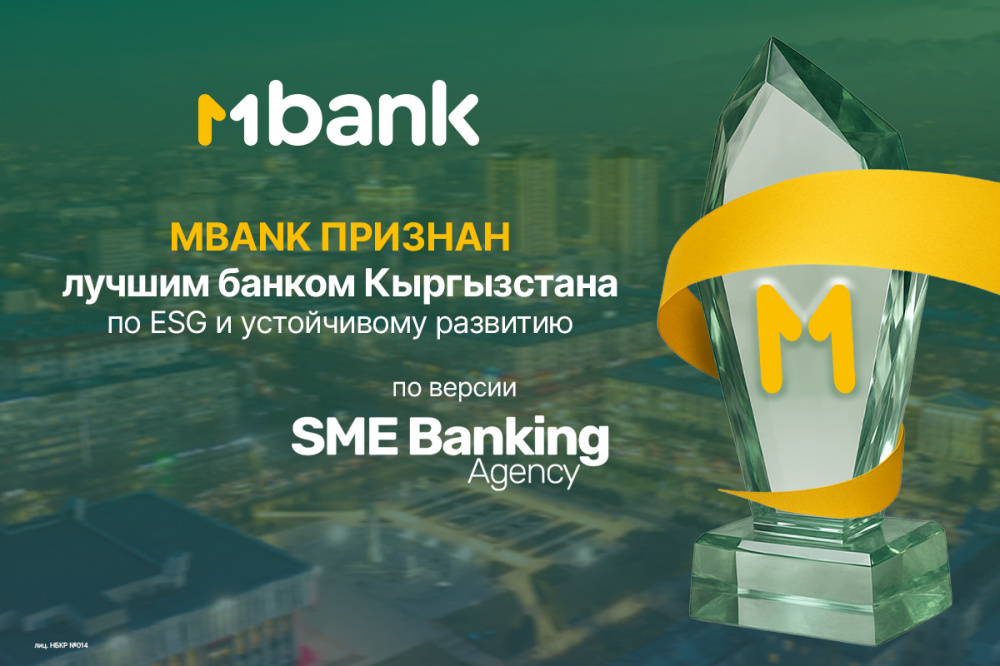 Mbank
MBANK ПРИЗНАН
лучшим банком Кыргызстана
по ESG и устойчивому развитию
по версии
SME Banking
Agency
M
лиц. НБКР №014